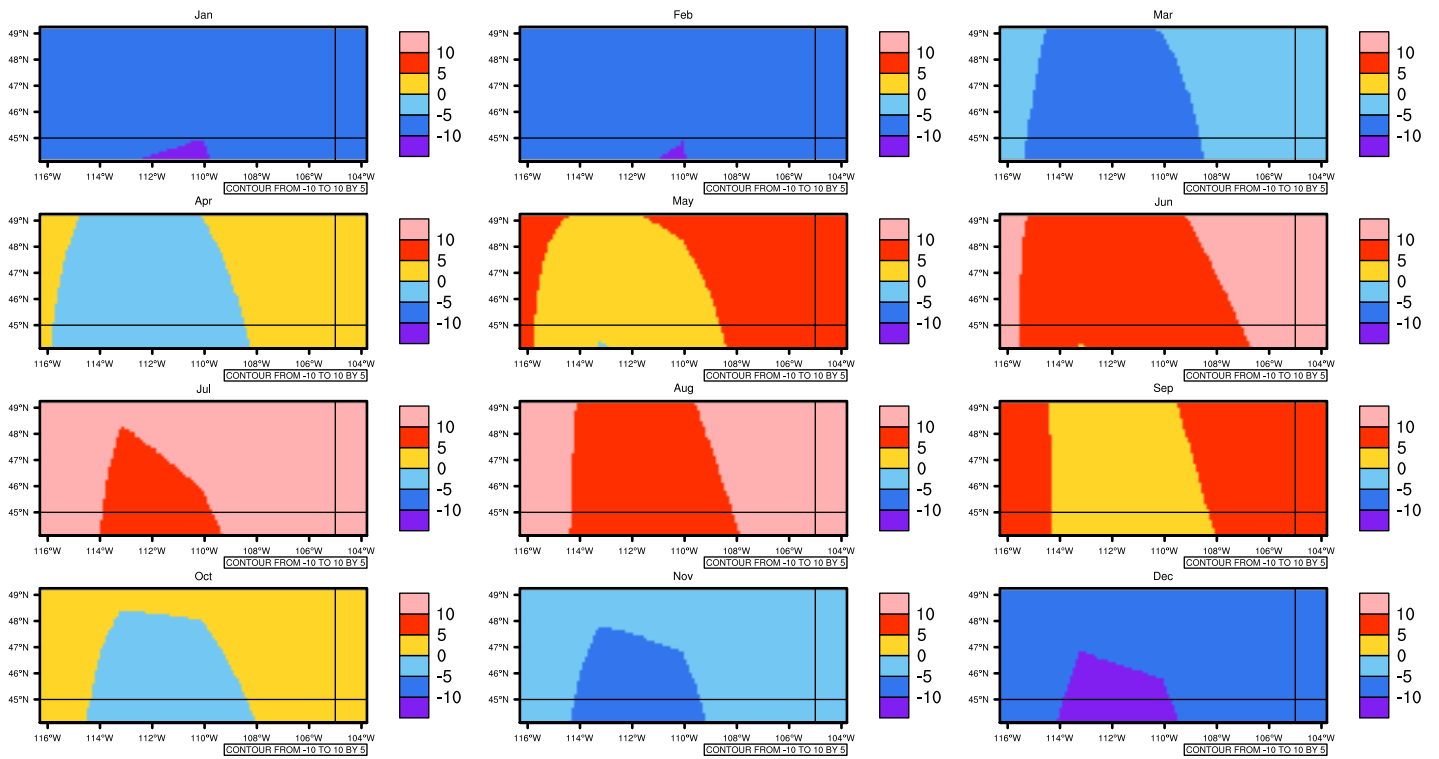 Jan Feb Mar
49°N 10 49°N 10 49°N 10
48°N 5 48°N 5 48°N 5
47°N 0 47°N 0 47°N 0
46°N -5 46°N -5 46°N -5
45°N -10 45°N -10 45°N -10
116°W 114°W 112°W 110°W 108°W 106°W 104°W 116°W 114°W 112°W 110°W 108°W 106°W 104°W 116°W 114°W 112°W 110°W 108°W 106°W 104°W
CONTOUR FROM -10 TO 10 BY 5 CONTOUR FROM -10 TO 10 BY 5 CONTOUR FROM -10 TO 10 BY 5
Apr May Jun
49°N 10 49°N 10 49°N 10
48°N 5 48°N 5 48°N 5
47°N 0 47°N 0 47°N 0
46°N -5 46°N -5 46°N -5
45°N -10 45°N -10 45°N -10
116°W 114°W 112°W 110°W 108°W 106°W 104°W 116°W 114°W 112°W 110°W 108°W 106°W 104°W 116°W 114°W 112°W 110°W 108°W 106°W 104°W
CONTOUR FROM -10 TO 10 BY 5 CONTOUR FROM -10 TO 10 BY 5 CONTOUR FROM -10 TO 10 BY 5
Jul Aug Sep
49°N 10 49°N 10 49°N 10
48°N 5 48°N 5 48°N 5
47°N 0 47°N 0 47°N 0
46°N -5 46°N -5 46°N -5
45°N -10 45°N -10 45°N -10
116°W 114°W 112°W 110°W 108°W 106°W 104°W 116°W 114°W 112°W 110°W 108°W 106°W 104°W 116°W 114°W 112°W 110°W 108°W 106°W 104°W
CONTOUR FROM -10 TO 10 BY 5 CONTOUR FROM -10 TO 10 BY 5 CONTOUR FROM -10 TO 10 BY 5
Oct Nov Dec
49°N 10 49°N 10 49°N 10
48°N 5 48°N 5 48°N 5
47°N 0 47°N 0 47°N 0
46°N -5 46°N -5 46°N -5
45°N -10 45°N -10 45°N -10
116°W 114°W 112°W 110°W 108°W 106°W 104°W 116°W 114°W 112°W 110°W 108°W 106°W 104°W 116°W 114°W 112°W 110°W 108°W 106°W 104°W
CONTOUR FROM -10 TO 10 BY 5 CONTOUR FROM -10 TO 10 BY 5 CONTOUR FROM -10 TO 10 BY 5